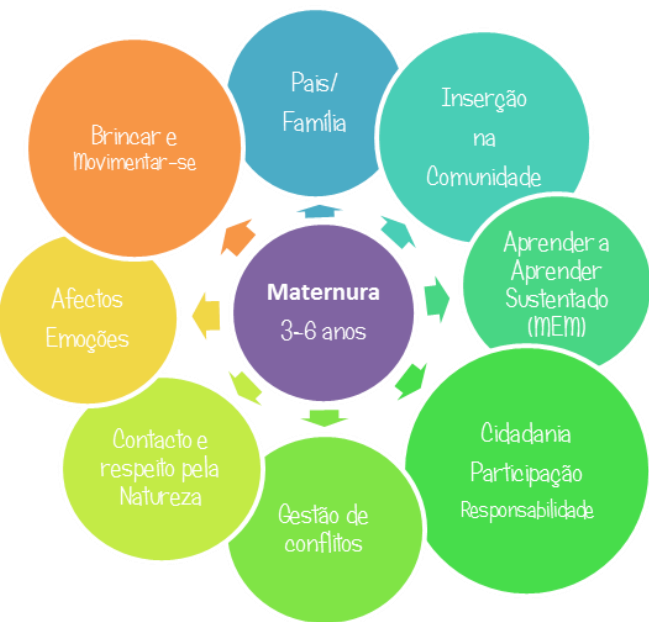 Pais/
Família
Inserção
na
Comunidade
Aprender a
Aprender
Sustentado
(MEM)
Cidadania
Participação
Responsabilidade
Gestão de
conflitos
Contacto e
respeito pela
Natureza
Afectos
Emoções
Brincar e
Movimentar-se
Maternura
3-6 anos